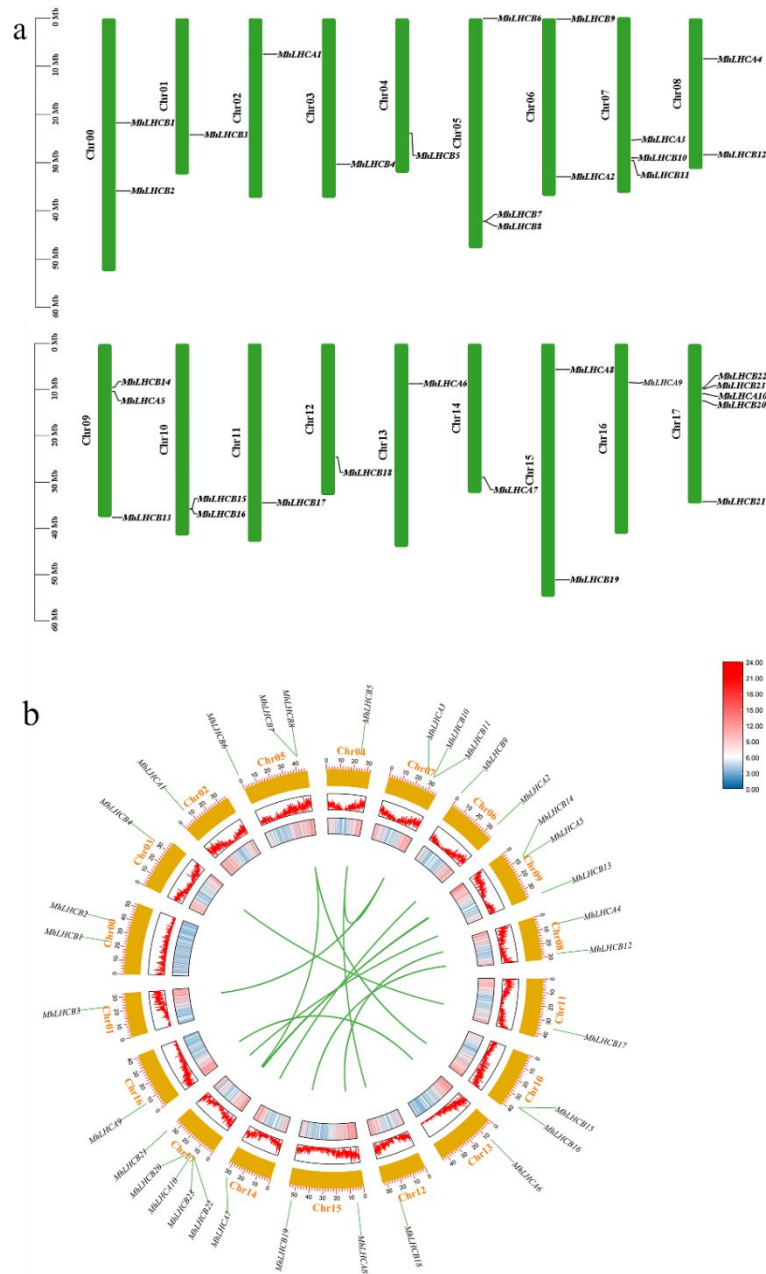 a
0 Mb
10 Mb
20 Mb
30 Mb
40 Mb
50 Mb
60 Mb
Chr00
MhLHCB1
MhLHCB2
Chr01
MhLHCB3
Chr02
MhLHCA1
Chr03
MhLHCB4
Chr04
MhLHCB5
Chr05
MhLHCB6
MhLHCB7
MhLHCB8
Chr06
MhLHCB9
MhLHCA2
Chr07
MhLHCA3
MhLHCB10
MhLHCB11
Chr08
MhLHCA4
MhLHCB12
0 Mb
10 Mb
20 Mb
30 Mb
40 Mb
50 Mb
60 Mb
Chr09
MhLHCB14
MhLHCA5
MhLHCB13
Chr10
MhLHCB15
MhLHCB16
Chr11
MhLHCB17
Chr12
MhLHCB18
Chr13
MhLHCA6
Chr14
MhLHCA7
Chr15
MhLHCA8
MhLHCB19
Chr16
MhLHCA9
Chr17
MhLHCB22
MhLHCB23
MhLHCA10
MhLHCB20
MhLHCB21
b
24.00
21.00
18.00
15.00
12.00
9.00
6.00
3.00
0.00
Chr05
MhLHCB6
MhLHCB7
MhLHCB8
Chr04
MhLHCB5
Chr07
MhLHCA3
MhLHCB10
MhLHCB11
Chr06
MhLHCB9
MhLHCA2
Chr09
MhLHCB14
MhLHCA5
MhLHCB13
Chr08
MhLHCA4
MhLHCB12
Chr11
MhLHCB17
Chr10
MhLHCB15
MhLHCB16
Chr13
MhLHCA6
Chr12
MhLHCB18
Chr15
MhLHCA8
MhLHCB19
Chr14
MhLHCA7
MhLHCB22
MhLHCB23
MhLHCA10
MhLHCB20
MhLHCB21
Chr16
MhLHCA9
Chr01
MhLHCB3
Chr00
MhLHCB1
MhLHCB2
Chr03
MhLHCB4
Chr02
MhLHCA1